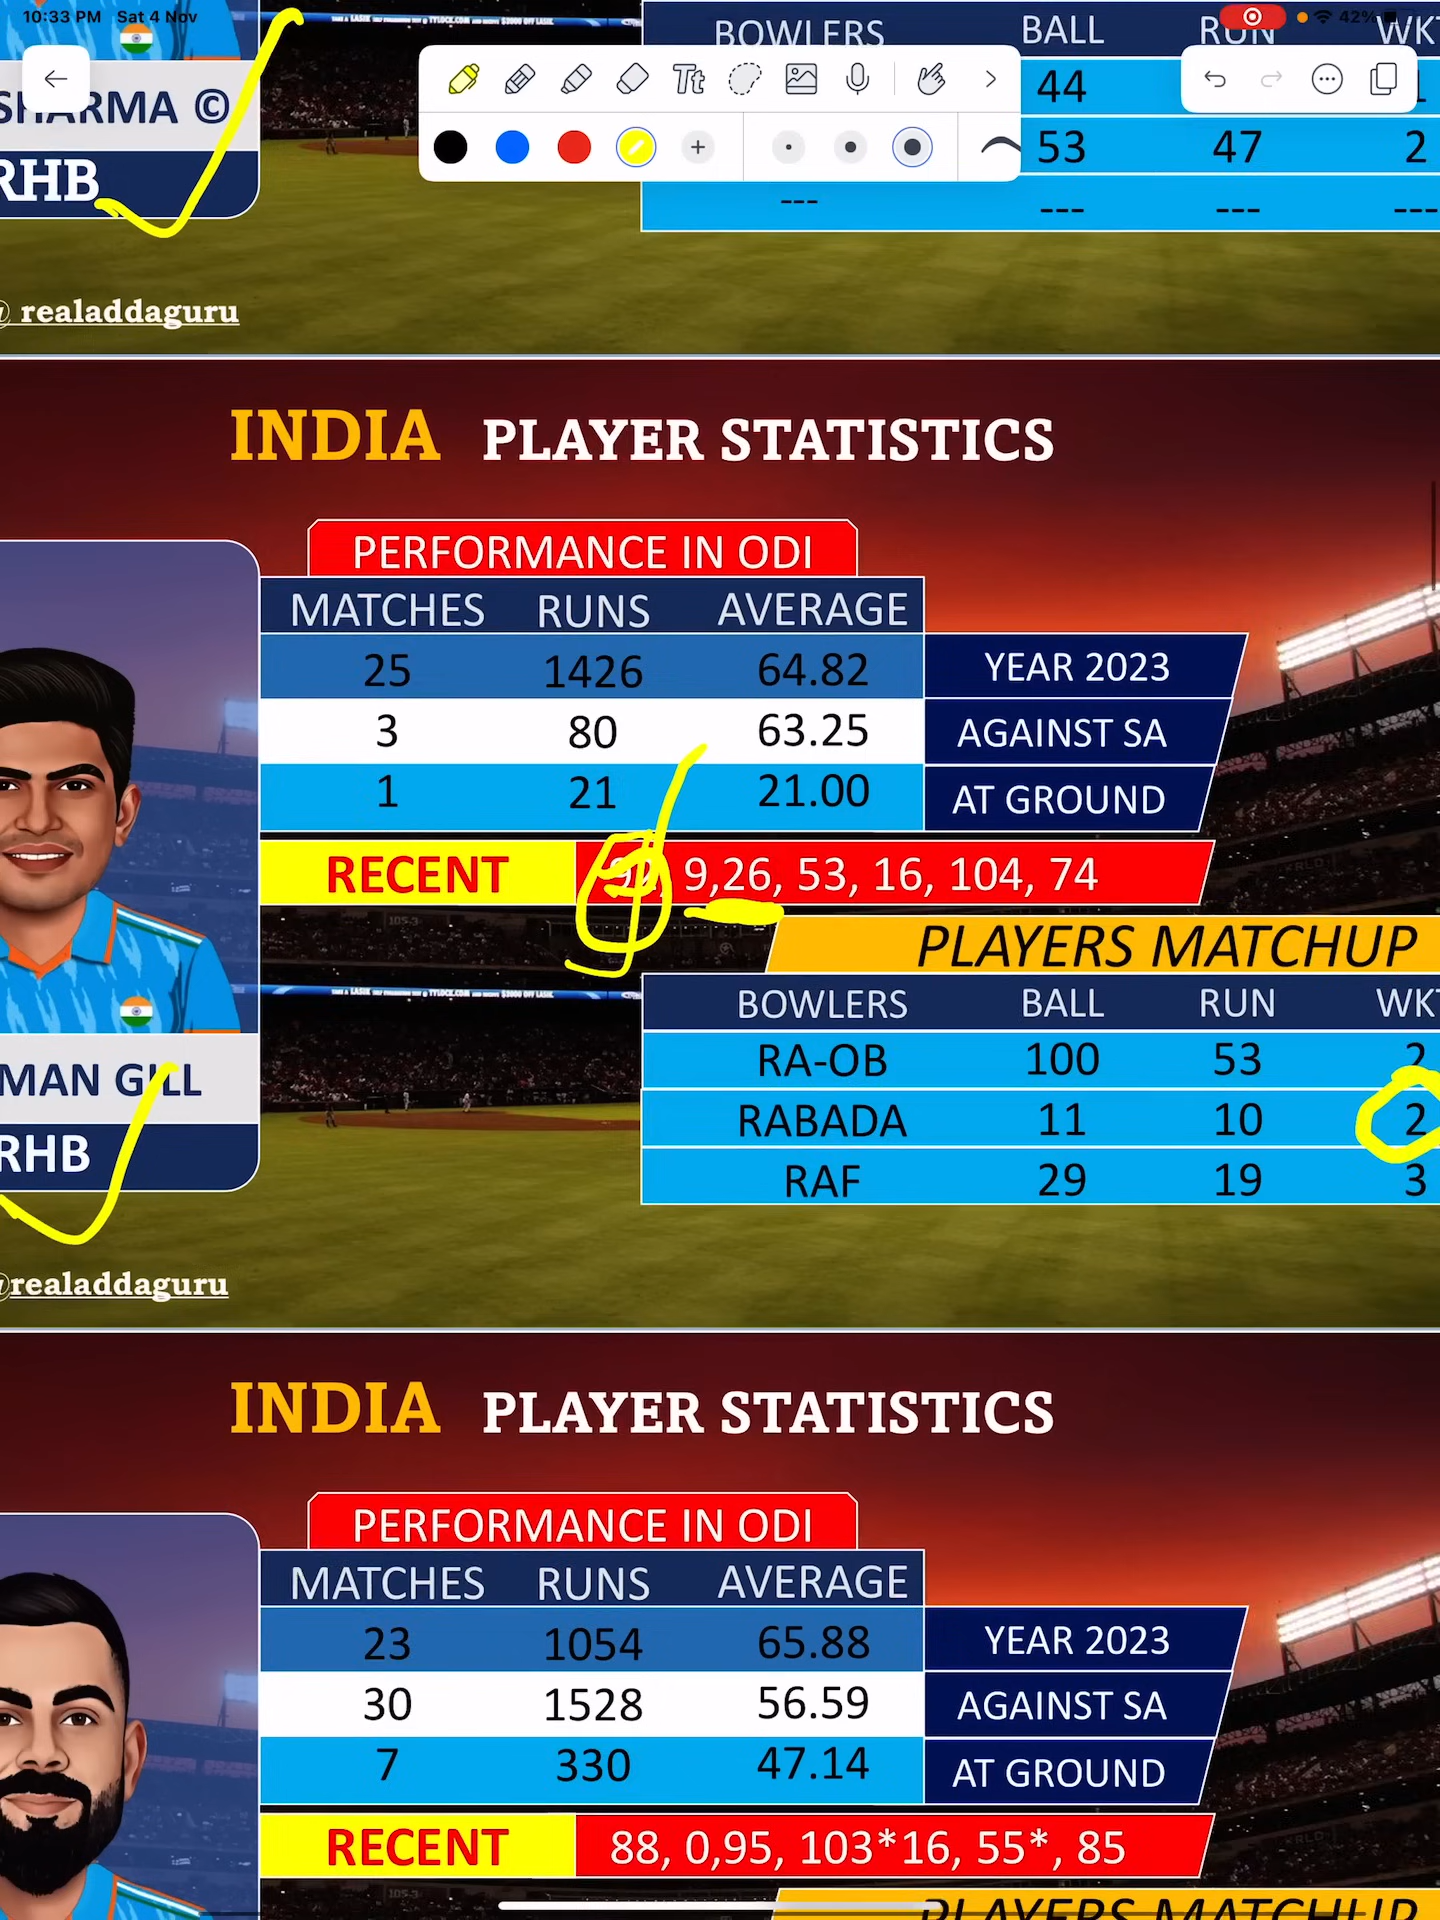 10:33 PM Sat 4 Nov
42%
BOWLERS BALL RUN
SHARMA ©
44
Tt
RHB
53 47 2
--- --- --- ---
@ realaddaguru
INDIA PLAYER STATISTICS
PERFORMANCE IN ODI
MATCHES RUNS AVERAGE
25 1426 64.82 YEAR 2023
3 80 63.25 AGAINST SA
1 21 21.00 AT GROUND
RECENT 92, 9,26, 53, 16, 104, 74
PLAYERS MATCHUP
BOWLERS BALL RUN WKT
RA-OB 100 53 2
MAN GILL
RABADA 11 10 2
RHB
RAF 29 19 3
@realaddaguru
INDIA PLAYER STATISTICS
PERFORMANCE IN ODI
MATCHES RUNS AVERAGE
23 1054 65.88 YEAR 2023
30 1528 56.59 AGAINST SA
7 330 47.14 AT GROUND
RECENT 88, 0,95, 103*16, 55*, 85
PLAYERS MATCHUP